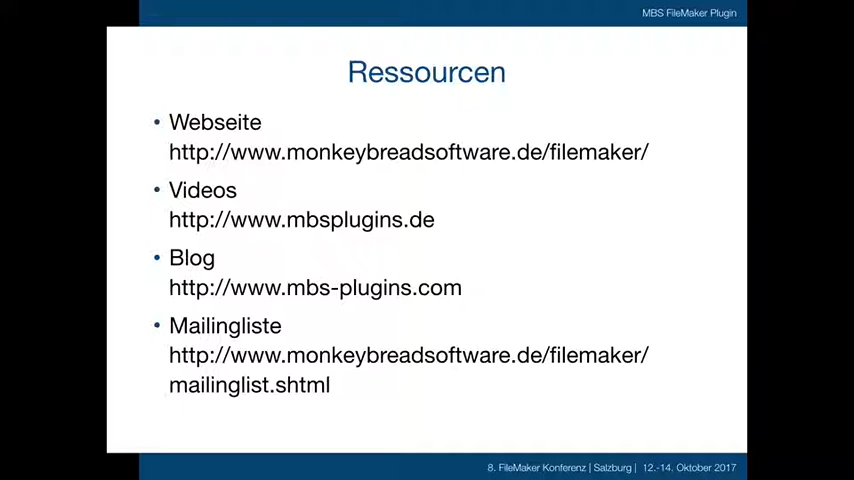 MBS FileMaker Plugin
Ressourcen
• Webseite
http://www.monkeybreadsoftware.de/filemaker/
• Videos
http://www.mbsplugins.de
• Blog
http://www.mbs-plugins.com
• Mailingliste
http://www.monkeybreadsoftware.de/filemaker/
mailinglist.shtml
8. FileMaker Konferenz | Salzburg | 12.-14. Oktober 2017